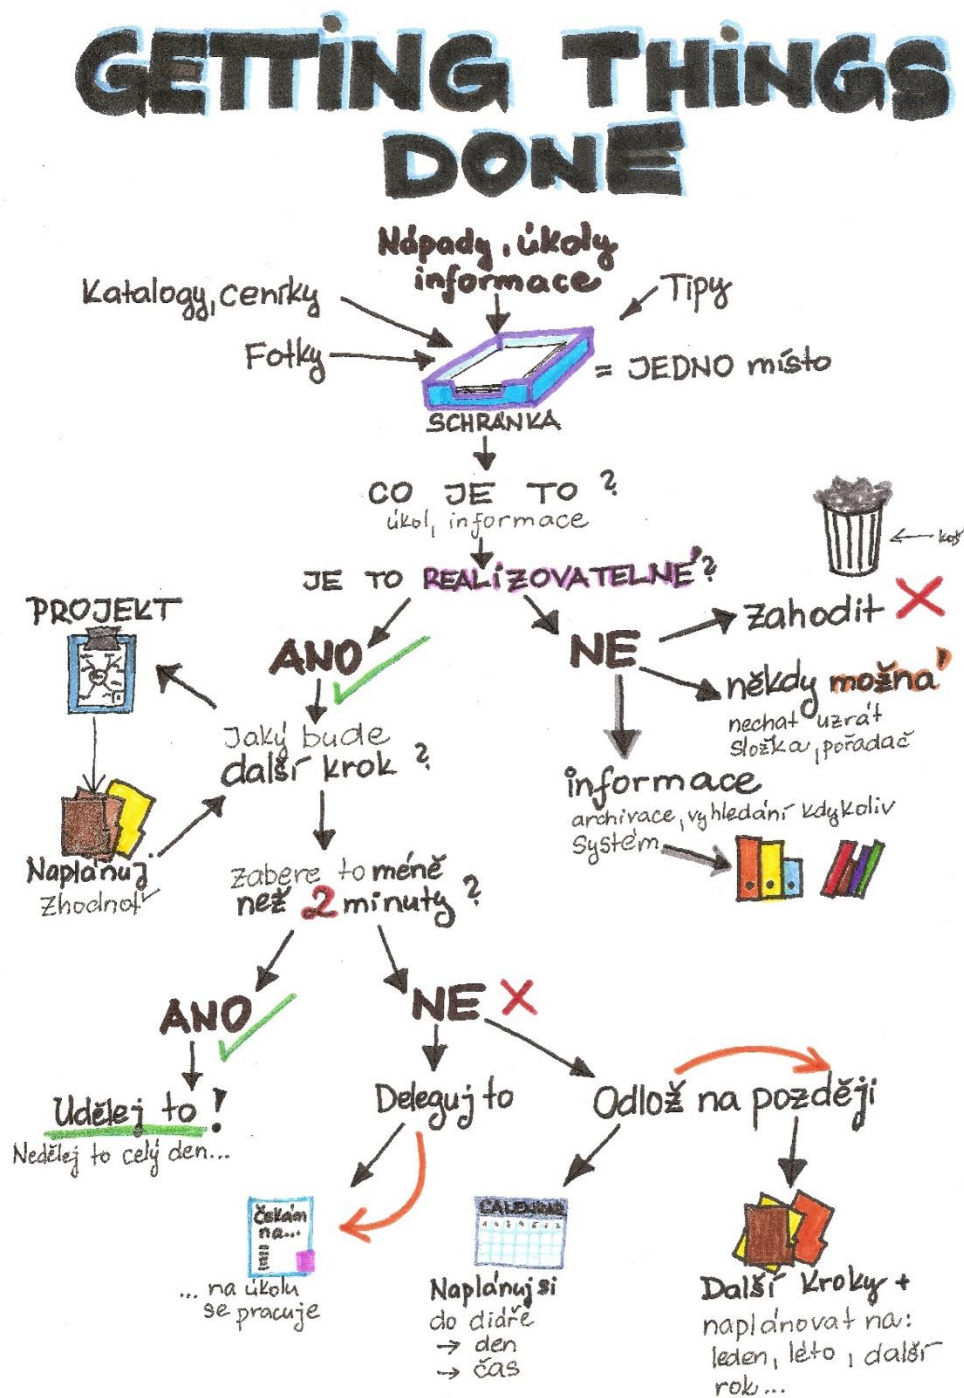 GETTING THINGS
DONE
Nápady, úkoly
informace
Katalogy, ceníky
Tipy
Fotky
= JEDNO místo
SCHRÁNKA
CO JE TO ?
úkol, informace
koš
JE TO REALIZOVATELNÉ ?
PROJEKT
zahodit
ANO
NE
někdy možná
nechat uzrát
složka, pořadač
Jaký bude
další krok ?
informace
archivace, vyhledání kdykoliv
systém
Naplánuj
Zhodnoť
zabere to méně
než 2 minuty ?
ANO
NE
Udělej to !
Nedělej to celý den...
Deleguj to
Odlož na později
Čekám
na...
CALENDAR
... na úkolu
se pracuje
Naplánuj si
do diáře
→ den
→ čas
Další kroky +
naplánovat na:
leden, léto, další
rok...